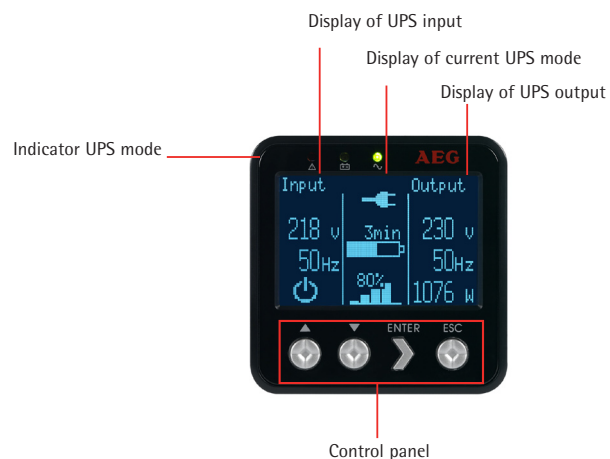 Display of UPS input
Display of current UPS mode
Display of UPS output
Indicator UPS mode
AEG
Input
Output
218 V
3min
230 V
50Hz
50Hz
80%
1076 W
ENTER
ESC
Control panel